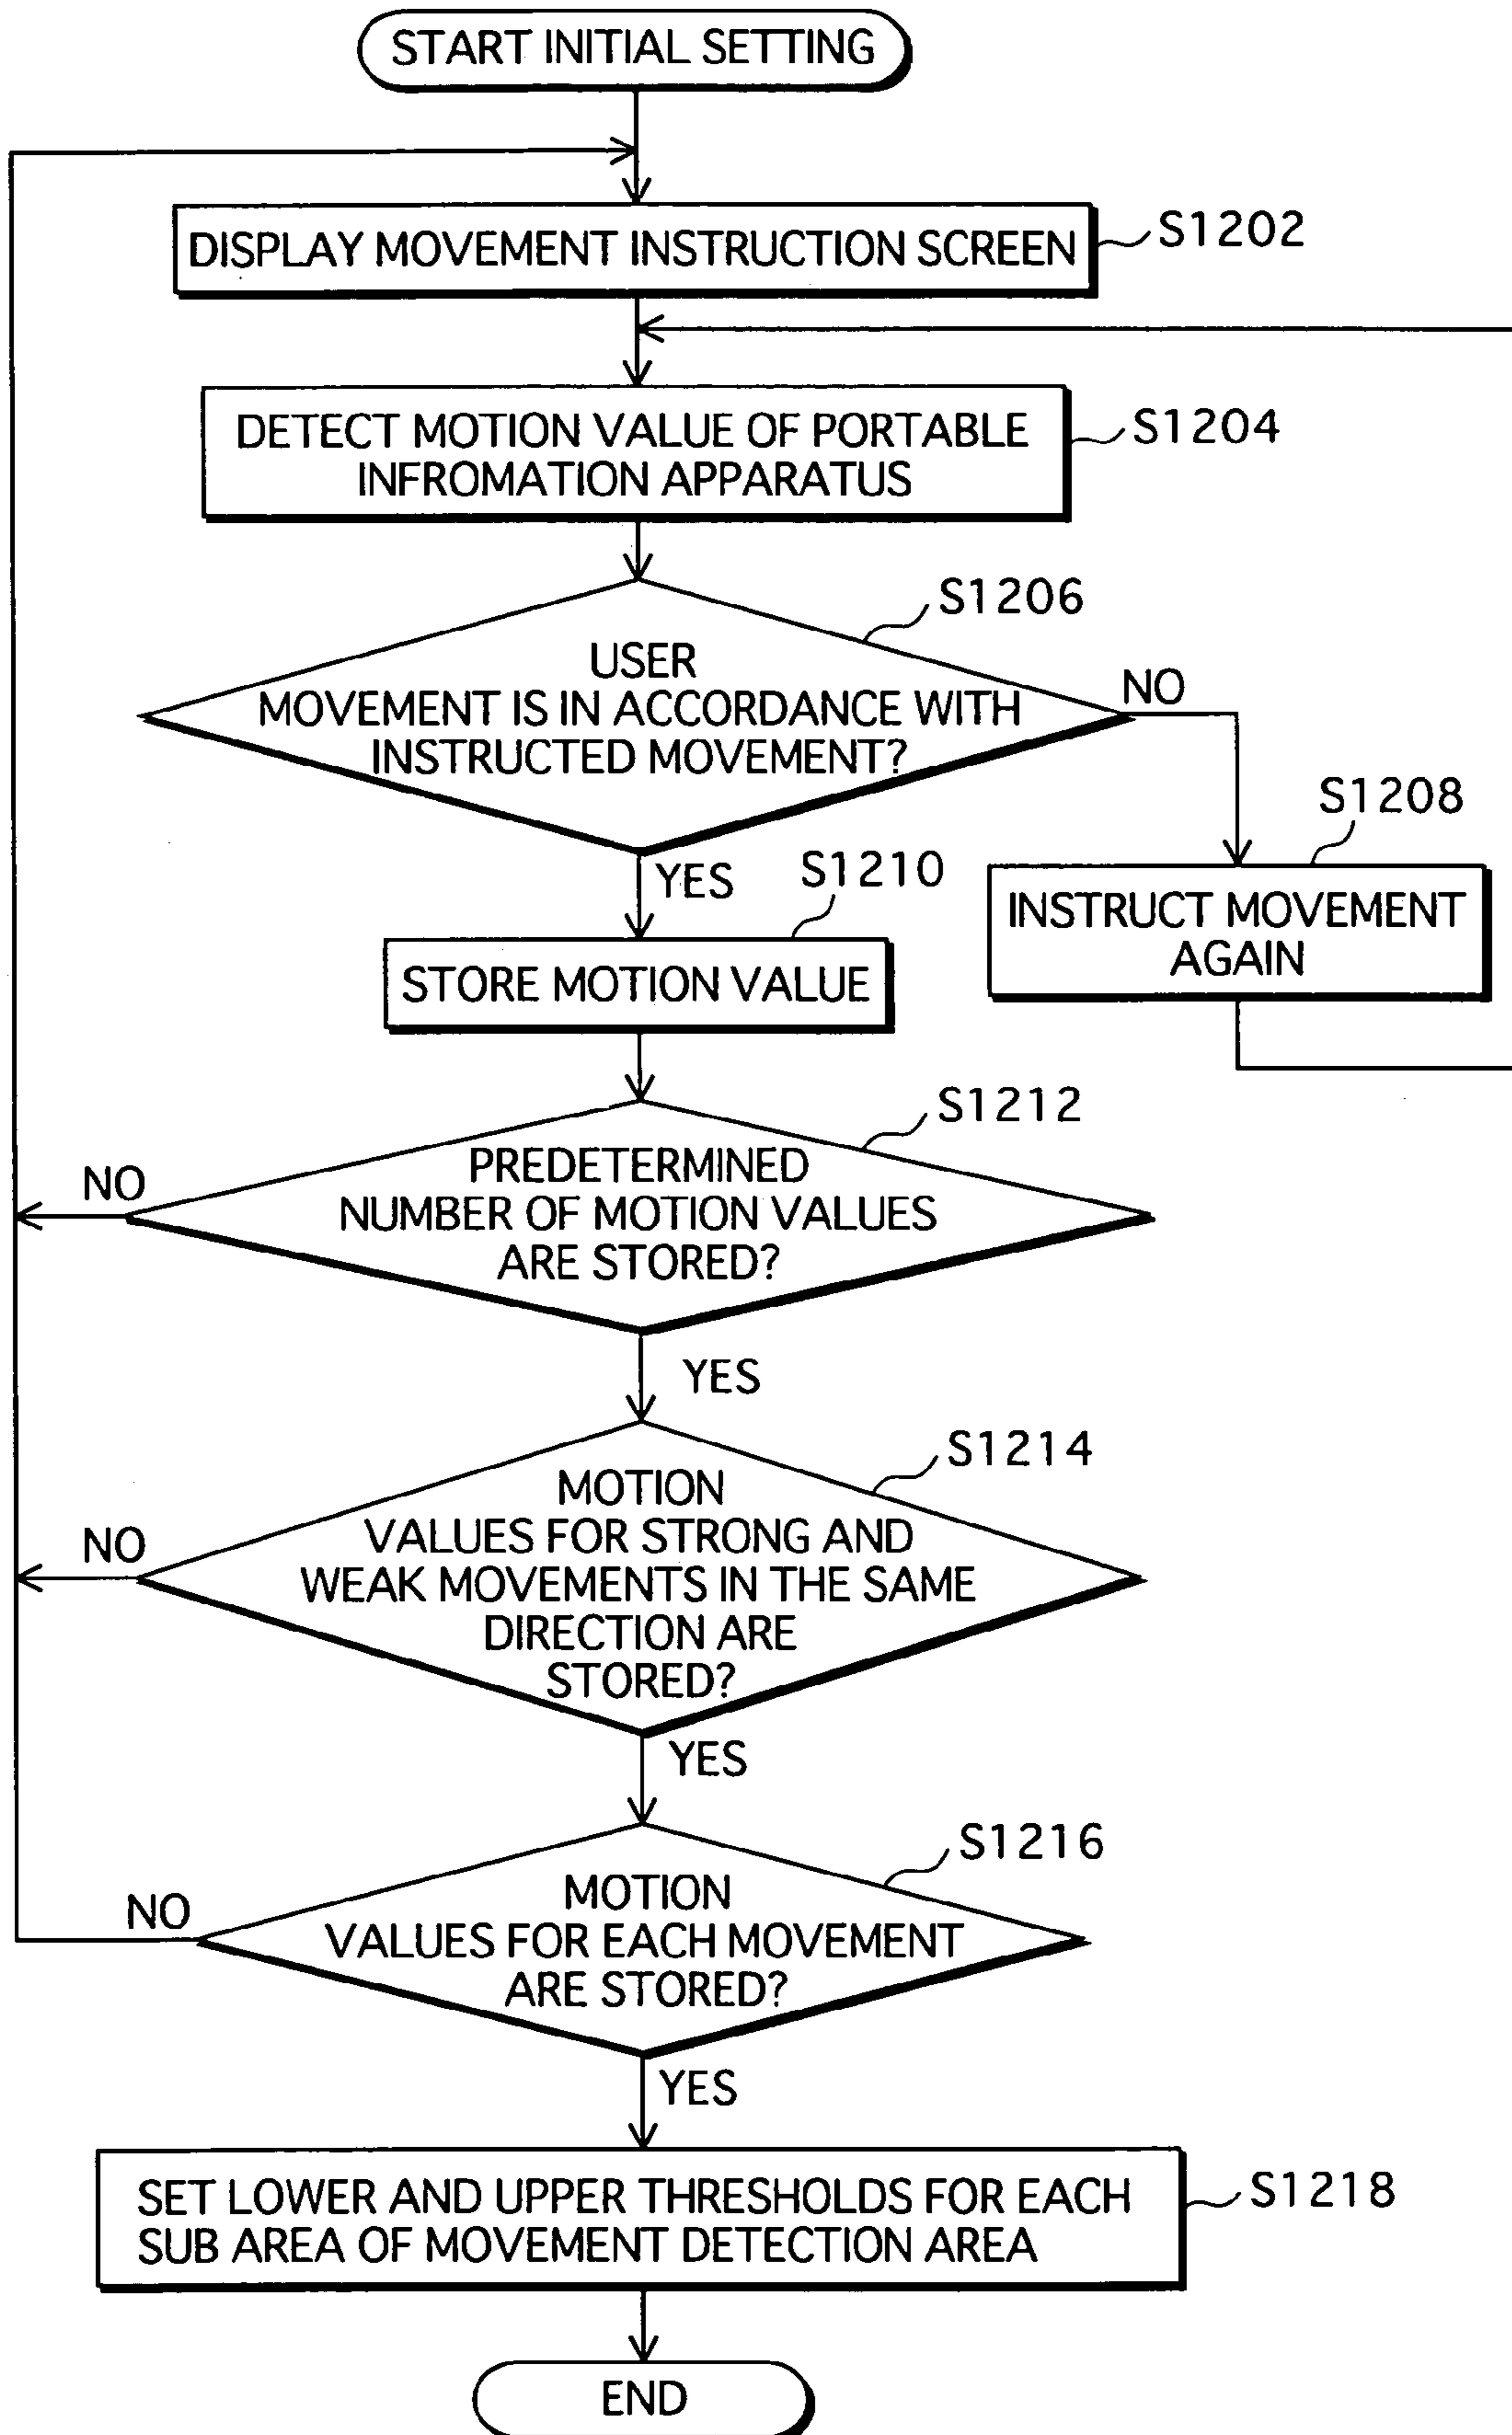 START INITIAL SETTING
DISPLAY MOVEMENT INSTRUCTION SCREEN
S1202
DETECT MOTION VALUE OF PORTABLE
INFROMATION APPARATUS
S1204
S1206
USER
MOVEMENT IS IN ACCORDANCE WITH
INSTRUCTED MOVEMENT?
NO
S1208
INSTRUCT MOVEMENT
AGAIN
YES
S1210
STORE MOTION VALUE
S1212
PREDETERMINED
NUMBER OF MOTION VALUES
ARE STORED?
NO
YES
S1214
MOTION
VALUES FOR STRONG AND
WEAK MOVEMENTS IN THE SAME
DIRECTION ARE
STORED?
NO
YES
S1216
MOTION
VALUES FOR EACH MOVEMENT
ARE STORED?
NO
YES
SET LOWER AND UPPER THRESHOLDS FOR EACH
SUB AREA OF MOVEMENT DETECTION AREA
S1218
END